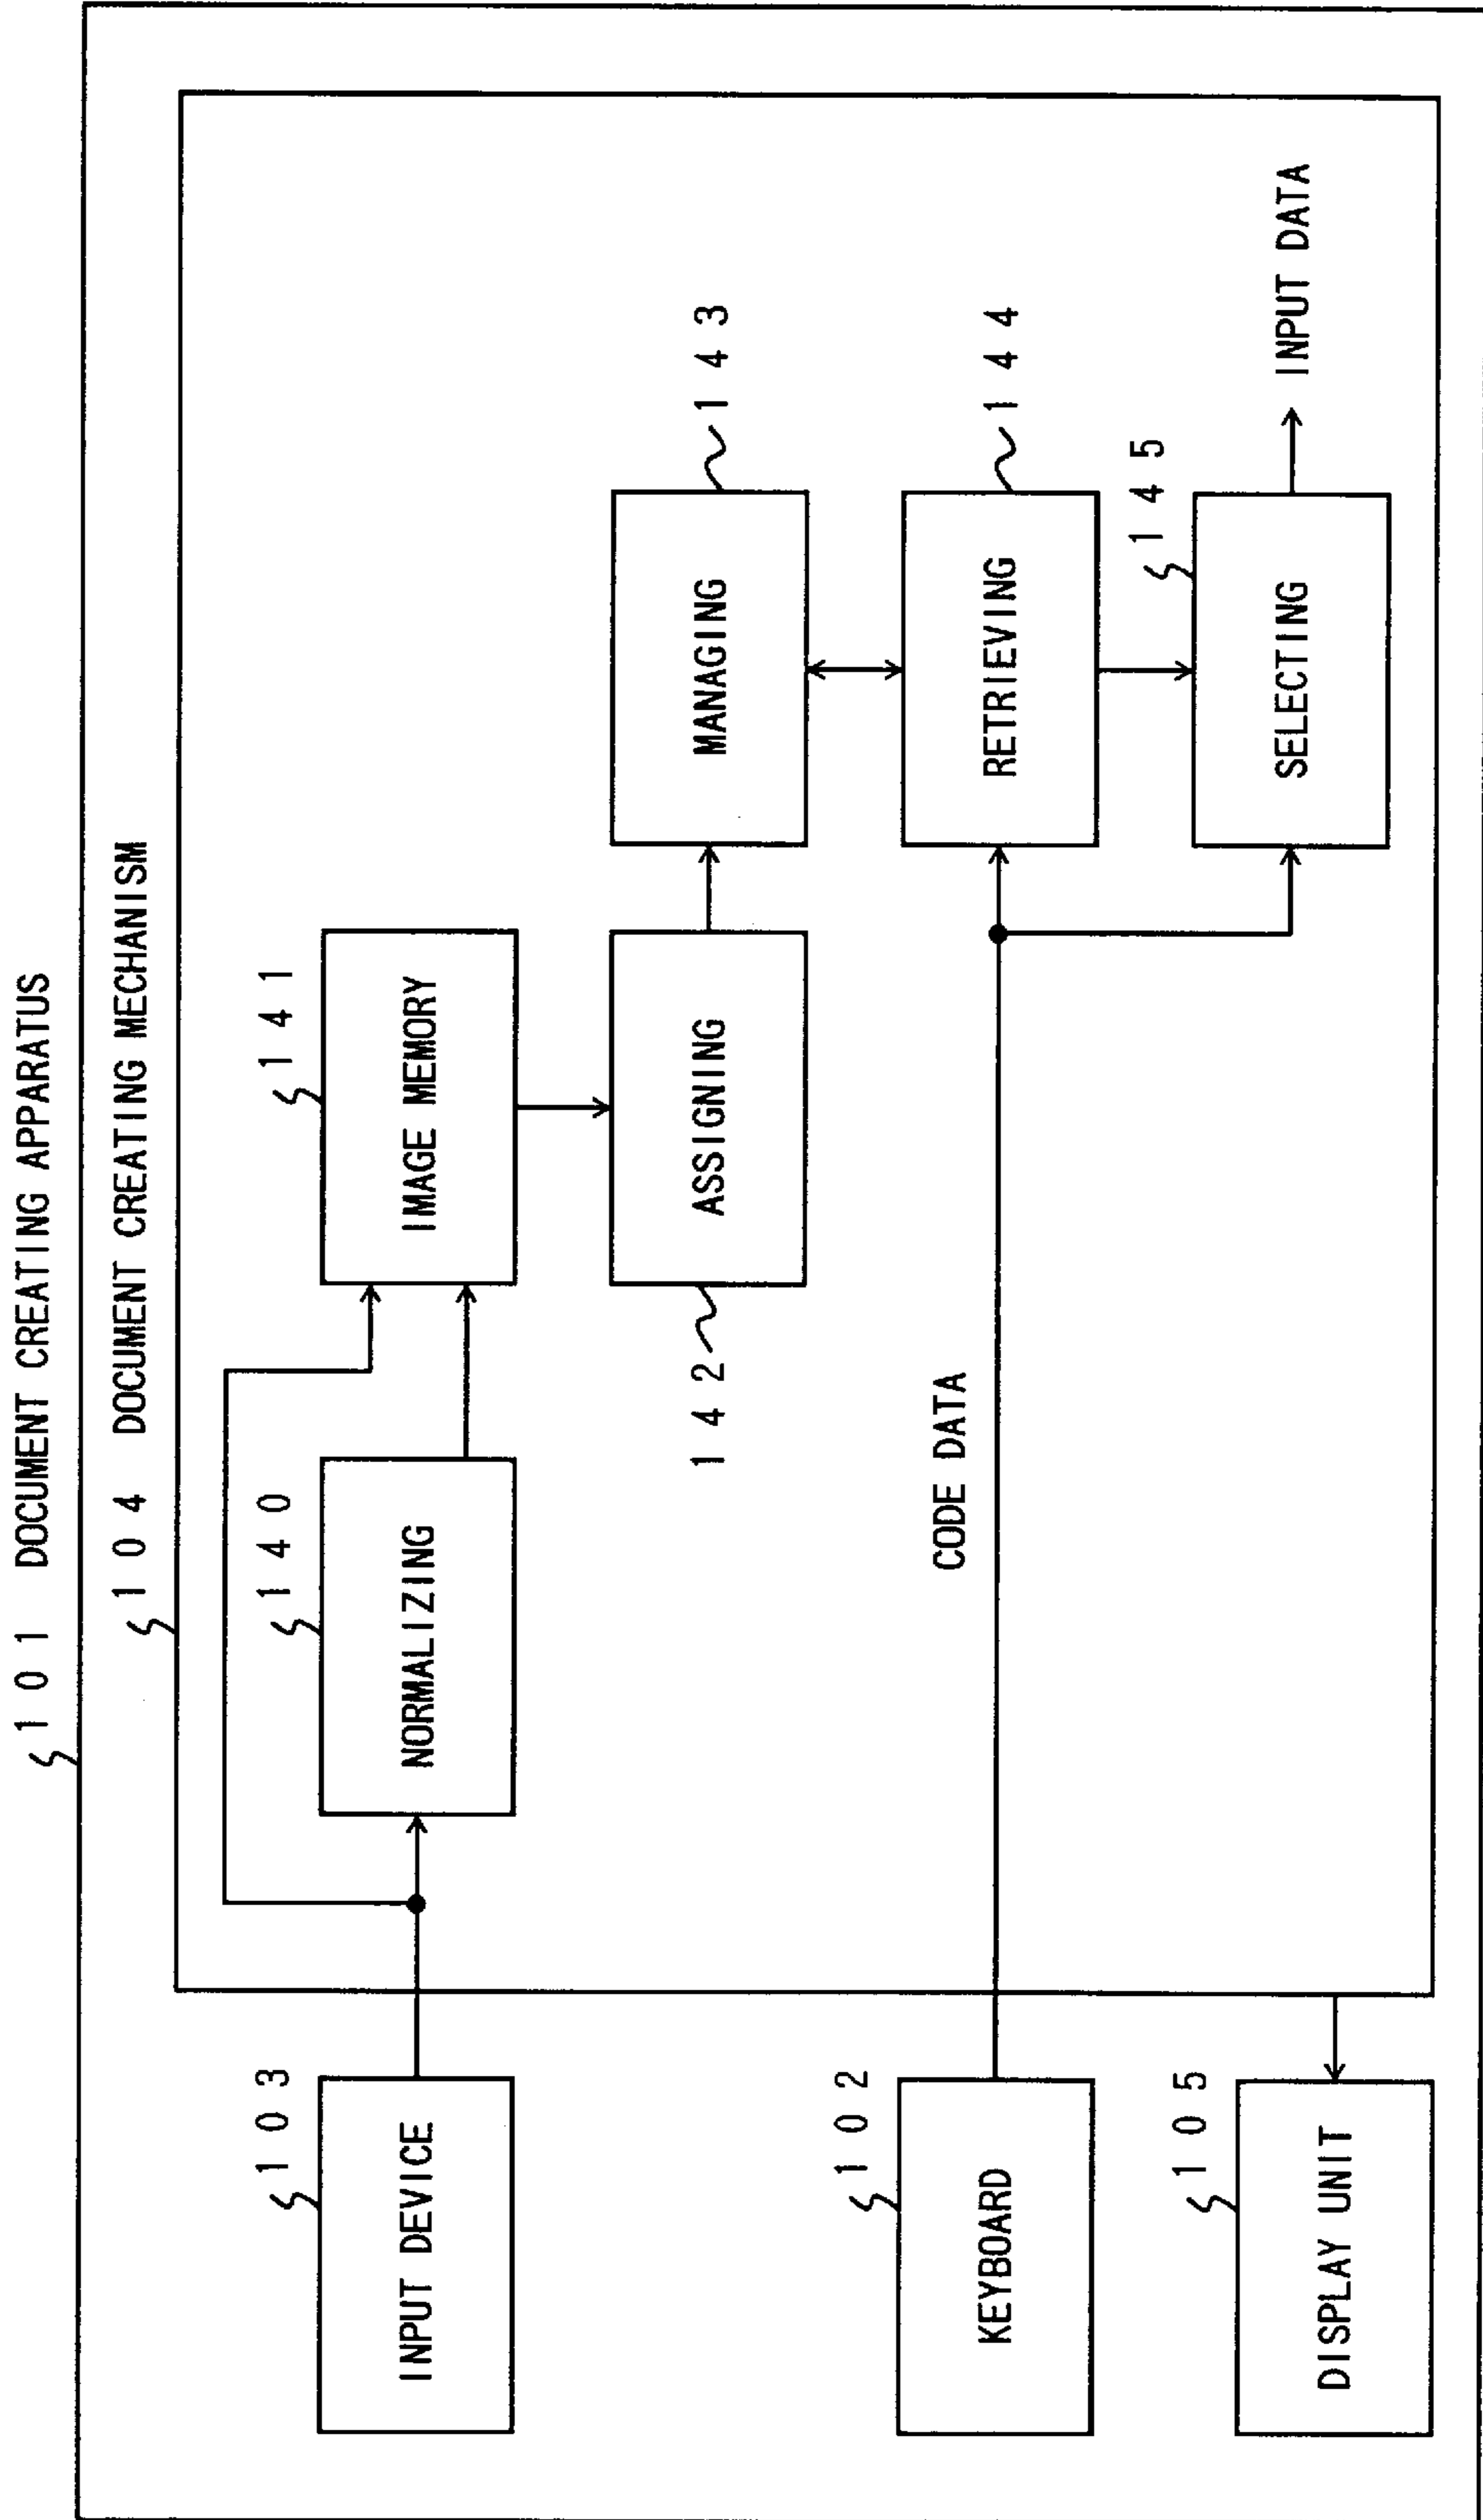 101 DOCUMENT CREATING APPARATUS
104 DOCUMENT CREATING MECHANISM
103
INPUT DEVICE
140
NORMALIZING
141
IMAGE MEMORY
142
ASSIGNING
143
MANAGING
102
KEYBOARD
CODE DATA
144
RETRIEVING
145
SELECTING
INPUT DATA
105
DISPLAY UNIT